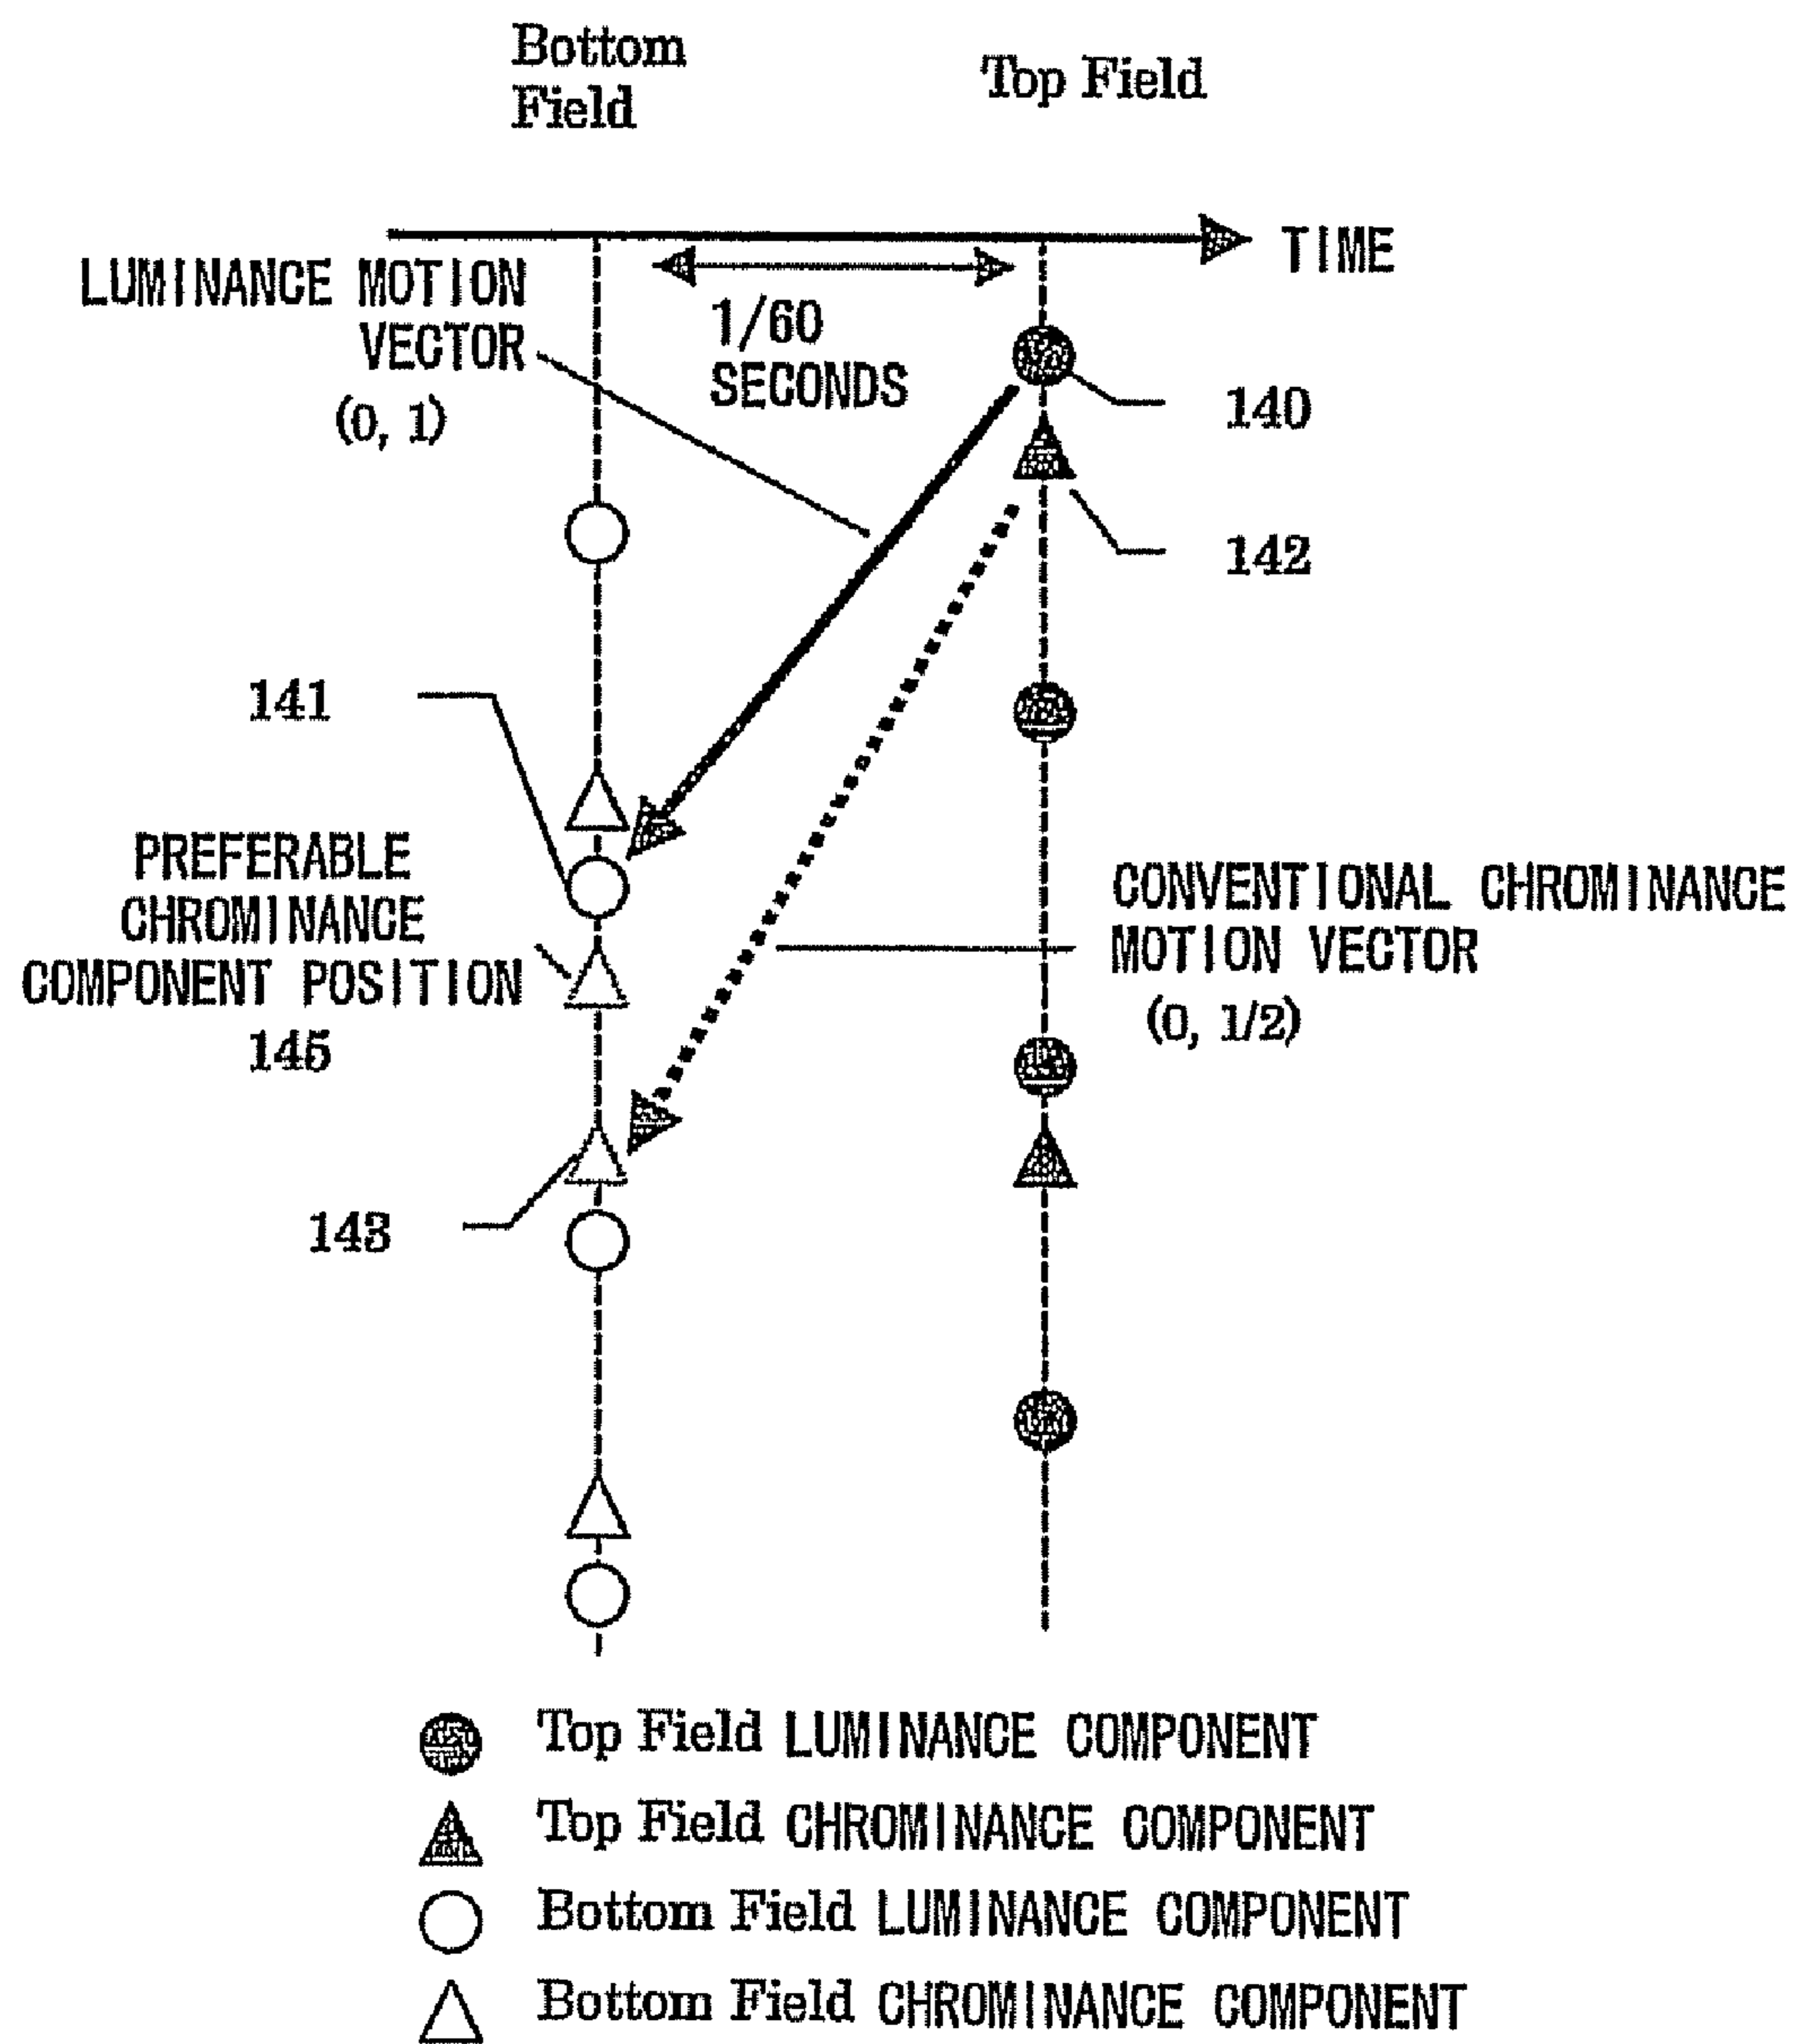 Bottom
Field
Top Field
TIME
LUMINANCE MOTION
VECTOR
(0, 1)
1/60
SECONDS
140
142
141
PREFERABLE
CHROMINANCE
COMPONENT POSITION
145
CONVENTIONAL CHROMINANCE
MOTION VECTOR
(0, 1/2)
143
Top Field LUMINANCE COMPONENT
Top Field CHROMINANCE COMPONENT
Bottom Field LUMINANCE COMPONENT
Bottom Field CHROMINANCE COMPONENT